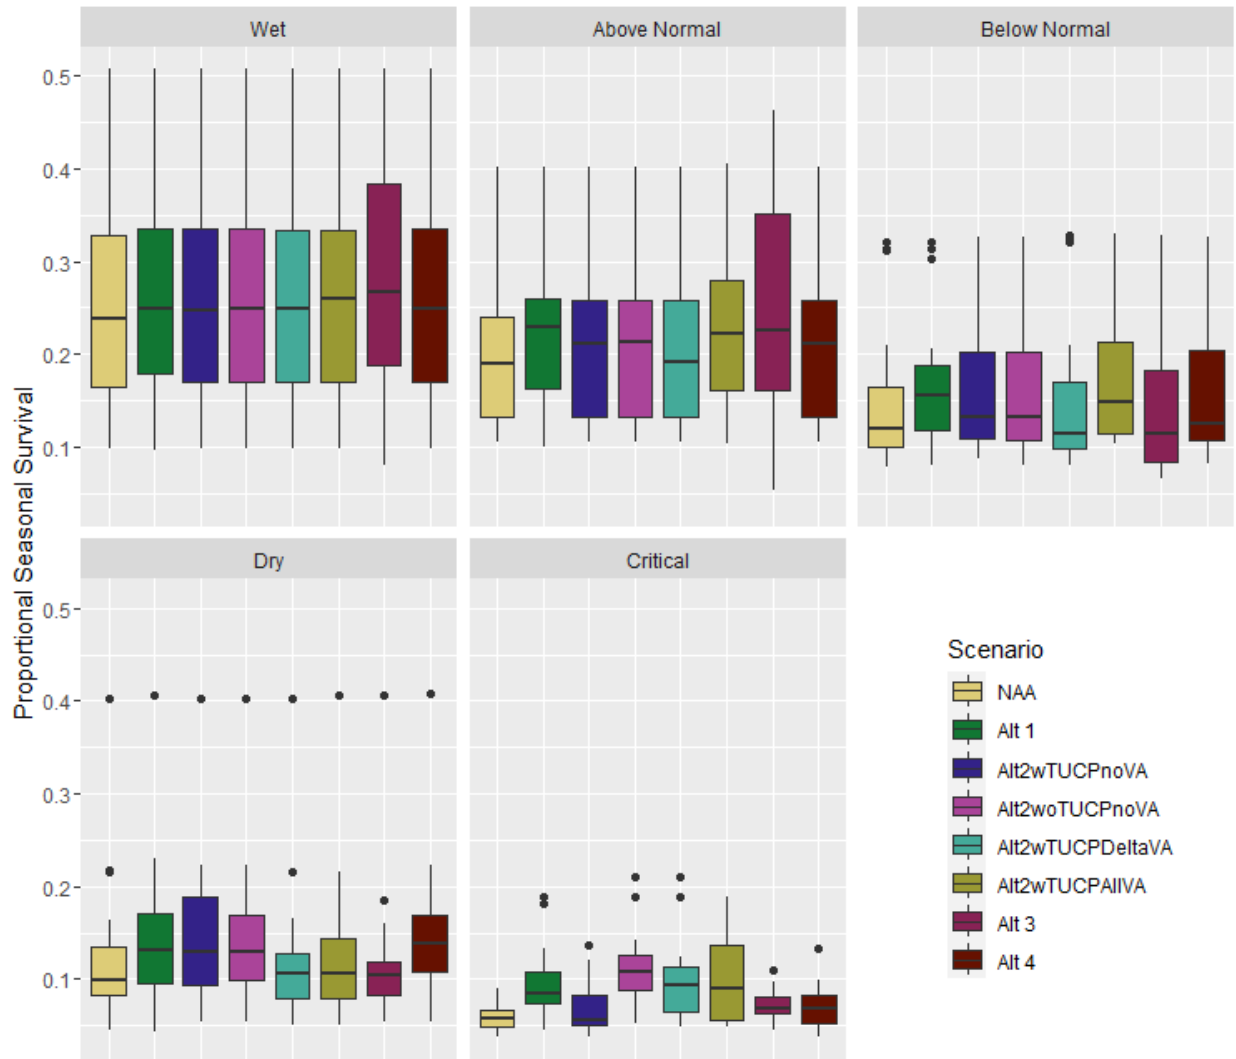 Wet
Above Normal
Below Normal
Proportional Seasonal Survival
0.5
0.4
0.3
0.2
0.1
Dry
Critical
0.5
0.4
0.3
0.2
0.1
Scenario
NAA
Alt 1
Alt2wTUCPnoVA
Alt2woTUCPnoVA
Alt2wTUCPDeltaVA
Alt2wTUCPAllVA
Alt 3
Alt 4